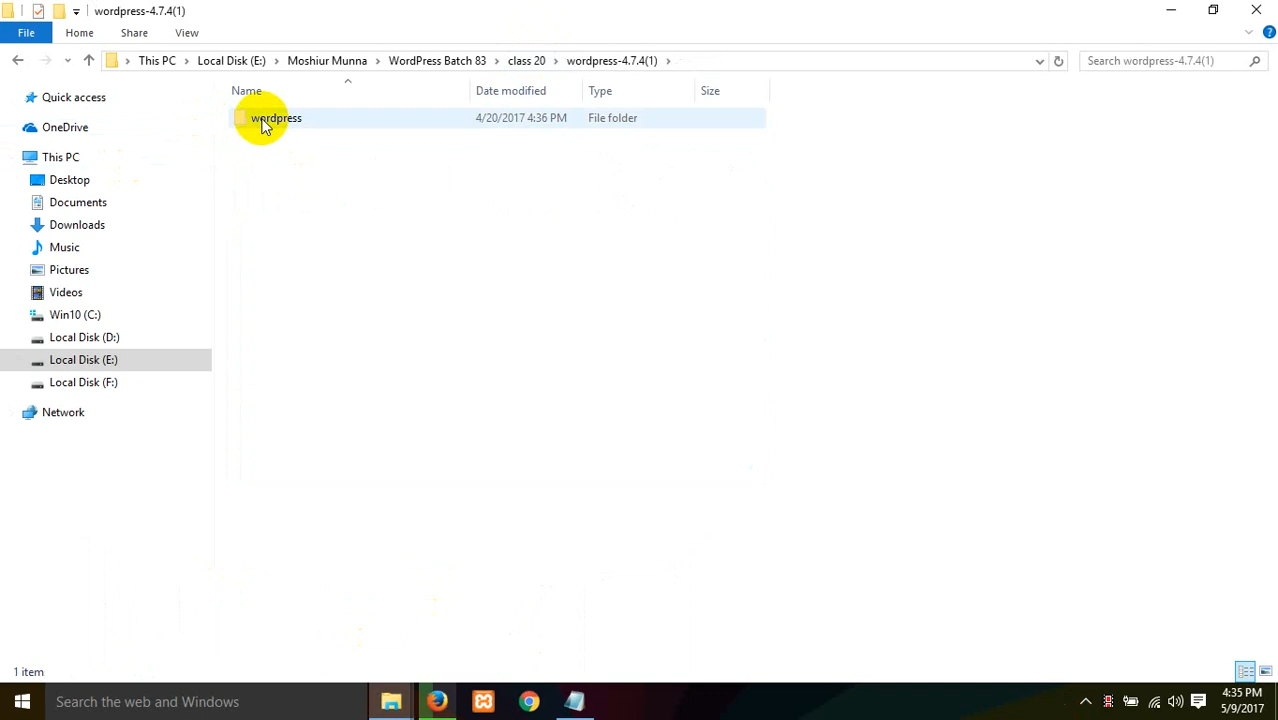 wordpress-4.7.4(1)
File Home Share View
This PC Local Disk (E:) Moshiur Munna WordPress Batch 83 class 20 wordpress-4.7.4(1) Search wordpress-4.7.4(1)
Name Date modified Type Size
wordpress 4/20/2017 4:36 PM File folder
Quick access
OneDrive
This PC
Desktop
Documents
Downloads
Music
Pictures
Videos
Win10 (C:)
Local Disk (D:)
Local Disk (E:)
Local Disk (F:)
Network
1 item
Search the web and Windows
4:35 PM
5/9/2017